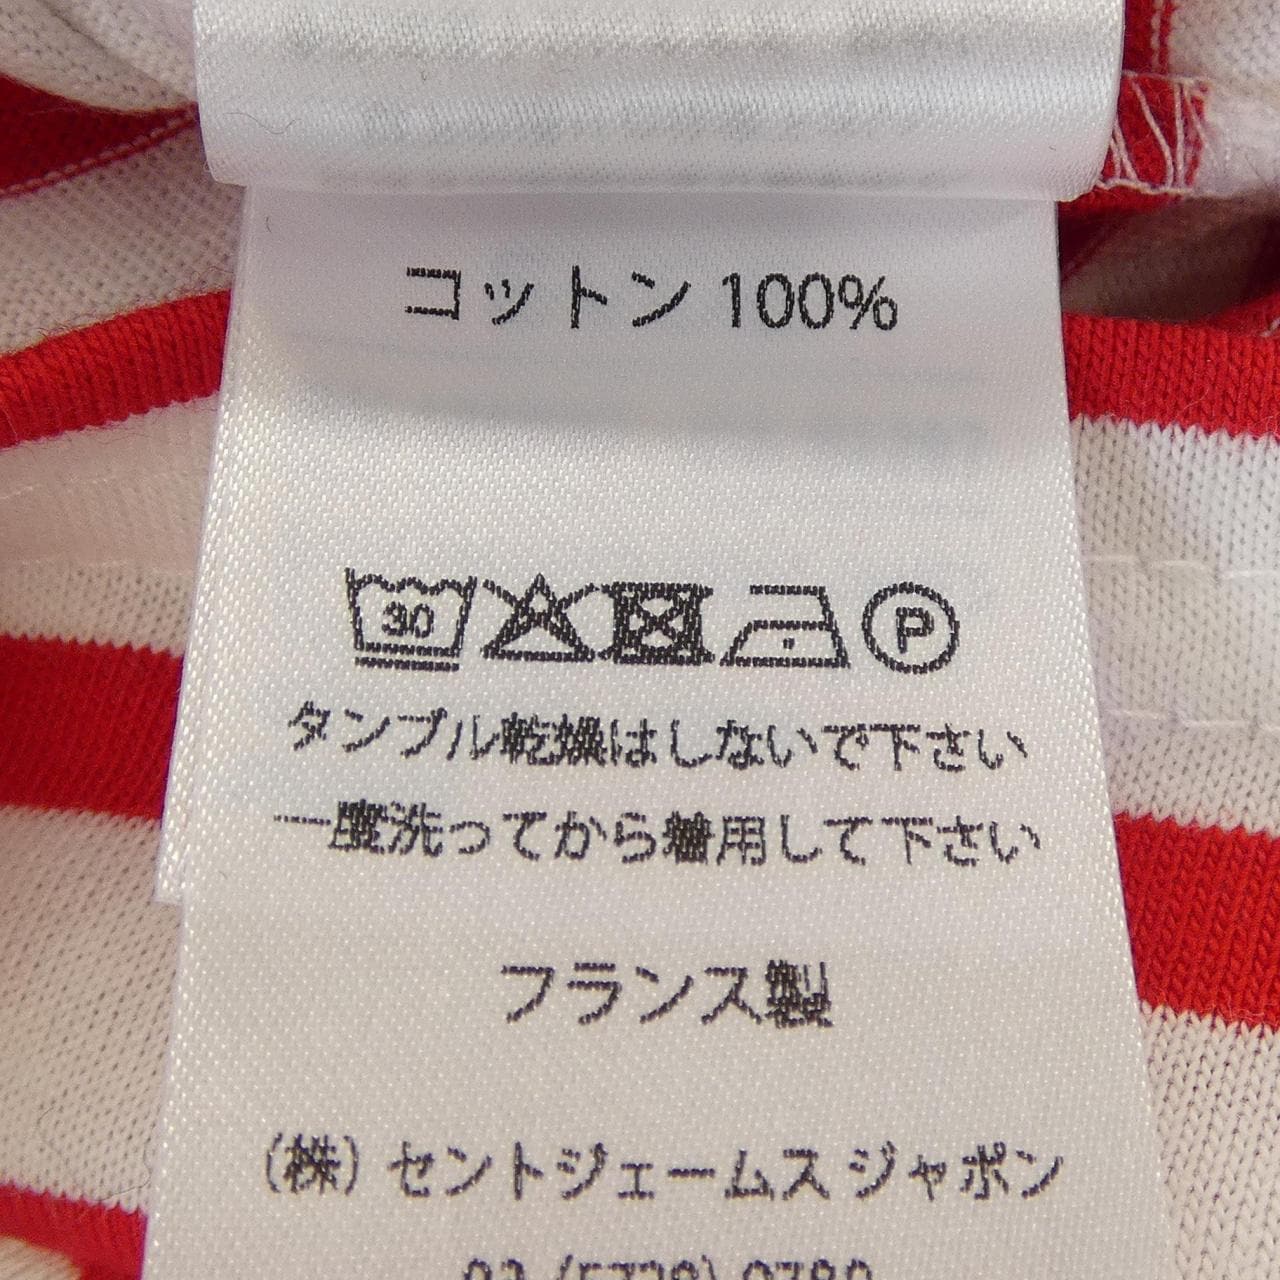 コットン 100%
30 P
タンブル乾燥はしないで下さい
一度洗ってから着用して下さい
フランス製
(株) セントジェームス ジャポン